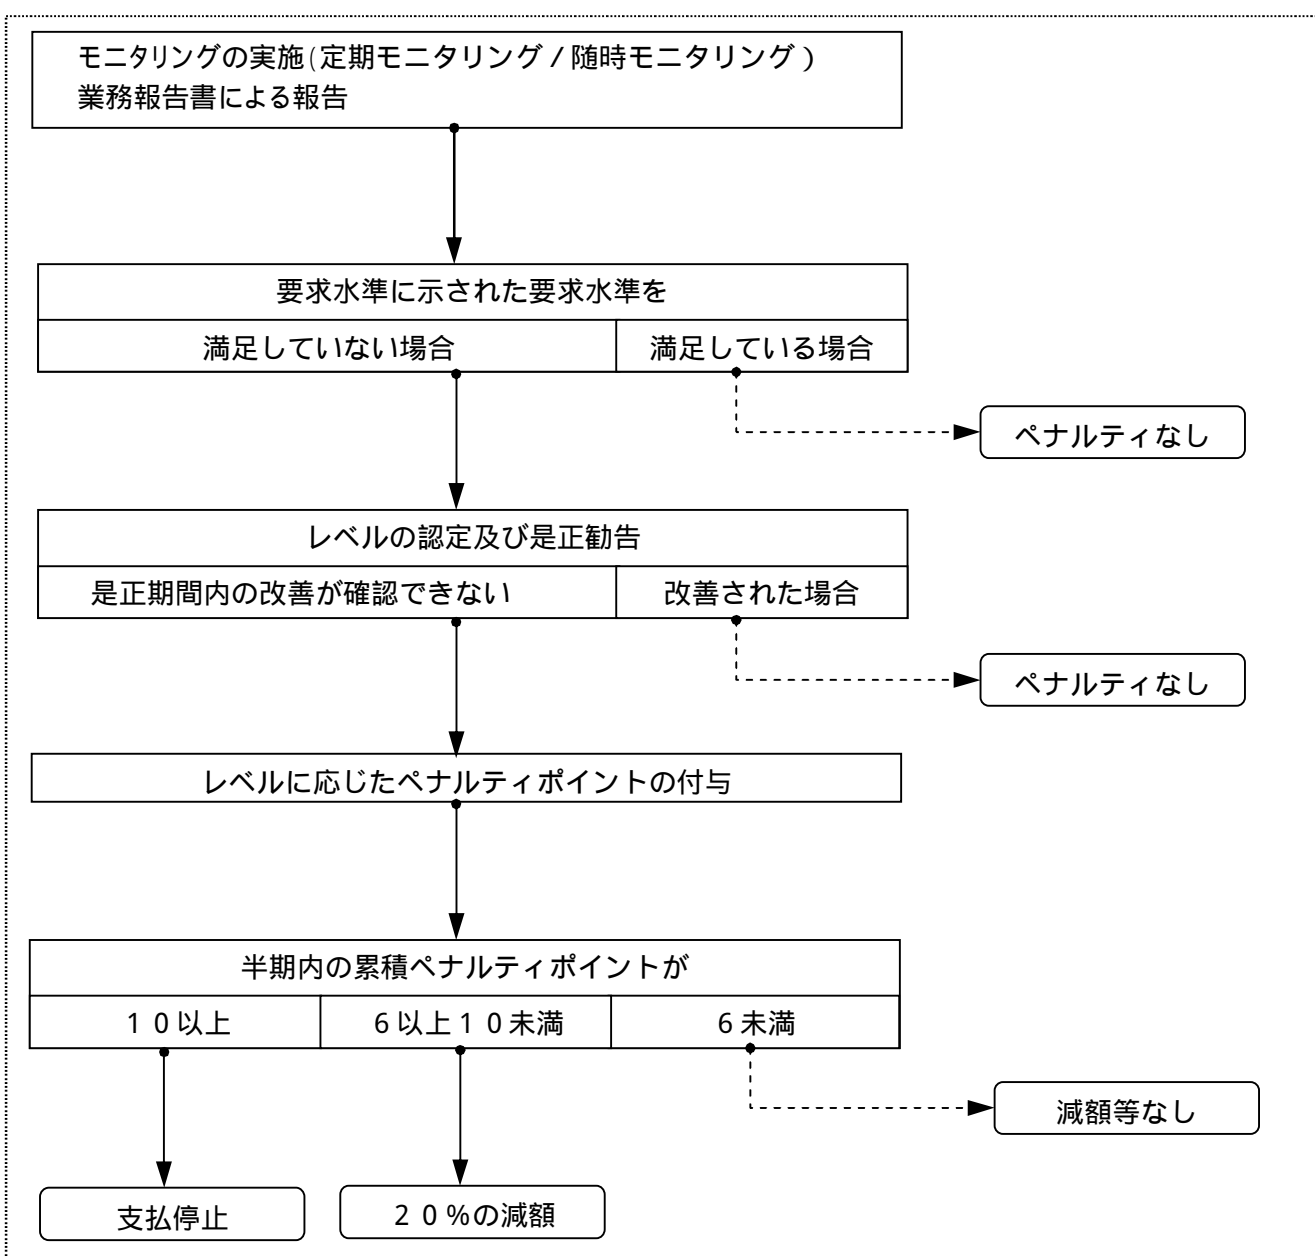 モニタリングの実施(定期モニタリング/随時モニタリング)
業務報告書による報告
要求水準に示された要求水準を
満足していない場合
満足している場合
ペナルティなし
レベルの認定及び是正勧告
是正期間内の改善が確認できない
改善された場合
ペナルティなし
レベルに応じたペナルティポイントの付与
半期内の累積ペナルティポイントが
10以上
6以上10未満
6未満
減額等なし
支払停止
20%の減額